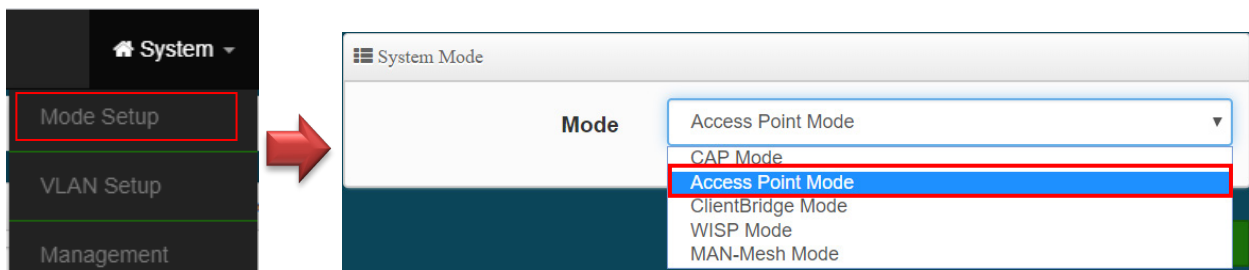 System
Mode Setup
VLAN Setup
Management
System Mode
Mode
Access Point Mode
CAP Mode
Access Point Mode
ClientBridge Mode
WISP Mode
MAN-Mesh Mode